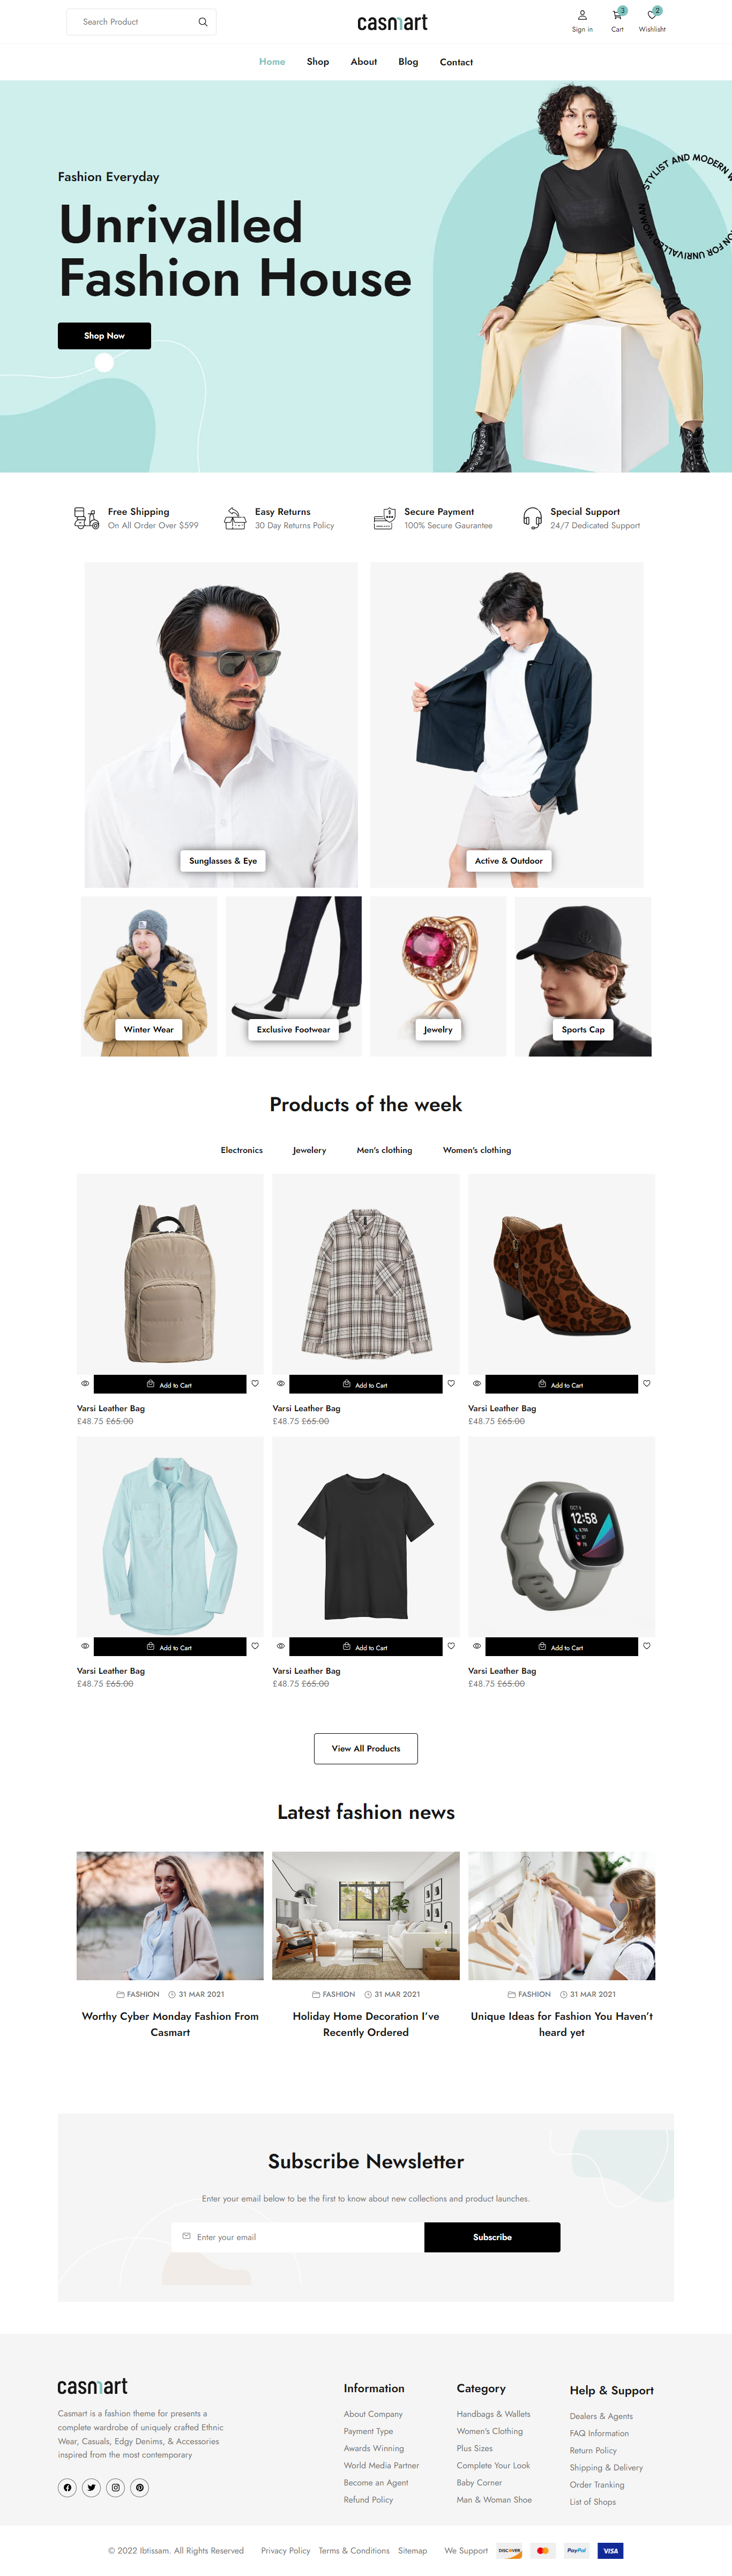 Search Product
casmart
3
2
Sign in
Cart
Wishlisht
Home
Shop
About
Blog
Contact
Fashion Everyday
Unrivalled
Fashion House
Shop Now
STYLIST AND MODERN
ON FOR UNRIVALLED WOMAN
Free Shipping
On All Order Over $599
Easy Returns
30 Day Returns Policy
Secure Payment
100% Secure Gaurantee
Special Support
24/7 Dedicated Support
Sunglasses & Eye
Active & Outdoor
Winter Wear
Exclusive Footwear
Jewelry
Sports Cap
Products of the week
Electronics
Jewelery
Men's clothing
Women's clothing
Add to Cart
Add to Cart
Add to Cart
Varsi Leather Bag
£48.75 £65.00
Varsi Leather Bag
£48.75 £65.00
Varsi Leather Bag
£48.75 £65.00
12:58
Add to Cart
Add to Cart
Add to Cart
Varsi Leather Bag
£48.75 £65.00
Varsi Leather Bag
£48.75 £65.00
Varsi Leather Bag
£48.75 £65.00
View All Products
Latest fashion news
FASHION 31 MAR 2021
Worthy Cyber Monday Fashion From
Casmart
FASHION 31 MAR 2021
Holiday Home Decoration I've
Recently Ordered
FASHION 31 MAR 2021
Unique Ideas for Fashion You Haven't
heard yet
Subscribe Newsletter
Enter your email below to be the first to know about new collections and product launches.
Enter your email
Subscribe
casmart
Casmart is a fashion theme for presents a
complete wardrobe of uniquely crafted Ethnic
Wear, Casuals, Edgy Denims, & Accessories
inspired from the most contemporary
Information
About Company
Payment Type
Awards Winning
World Media Partner
Become an Agent
Refund Policy
Category
Handbags & Wallets
Women's Clothing
Plus Sizes
Complete Your Look
Baby Corner
Man & Woman Shoe
Help & Support
Dealers & Agents
FAQ Information
Return Policy
Shipping & Delivery
Order Tranking
List of Shops
© 2022 Ibtissam. All Rights Reserved
Privacy Policy
Terms & Conditions
Sitemap
We Support
DISCOVER
PayPal
VISA